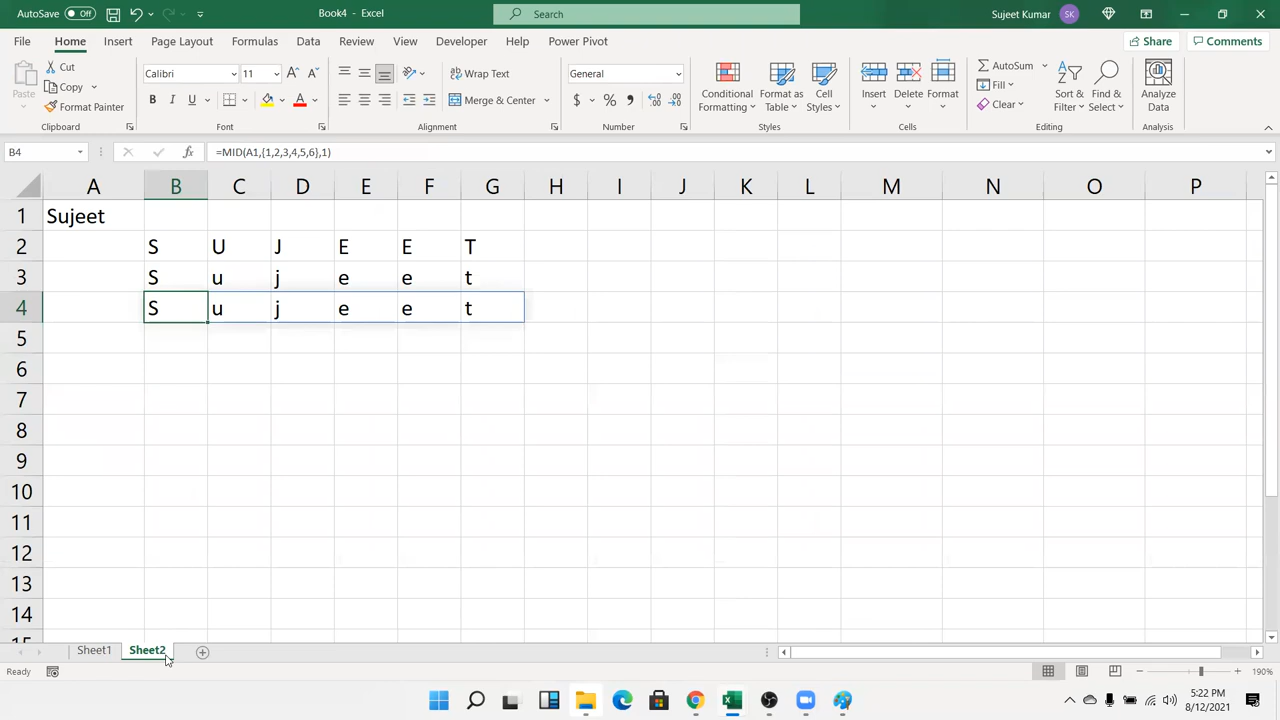 AutoSave Off Book4 - Excel Search Sujeet Kumar SK
File Home Insert Page Layout Formulas Data Review View Developer Help Power Pivot Share Comments
Paste Cut Copy Format Painter Clipboard
Calibri 11 B I U A Font
Wrap Text Merge & Center Alignment
General $ % , Number
Conditional Formatting Format as Table Cell Styles Styles
Insert Delete Format Cells
AutoSum Fill Clear Sort & Filter Find & Select Editing
Analyze Data Analysis
B4 fx =MID(A1,{1,2,3,4,5,6},1)
A B C D E F G H I J K L M N O P
1 Sujeet
2 S U J E E T
3 S u j e e t
4 S u j e e t
5
6
7
8
9
10
11
12
13
14
15
Sheet1 Sheet2
Ready 190%
5:22 PM
8/12/2021